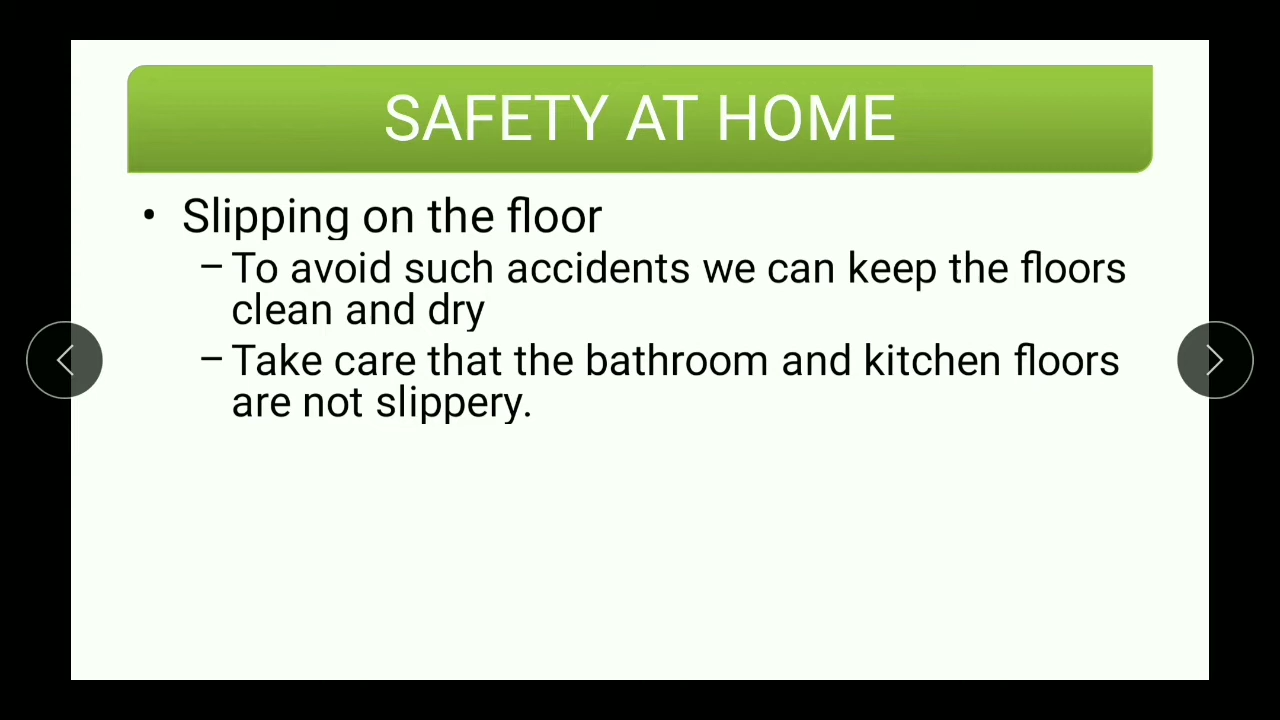 SAFETY AT HOME
• Slipping on the floor
– To avoid such accidents we can keep the floors
clean and dry
– Take care that the bathroom and kitchen floors
are not slippery.